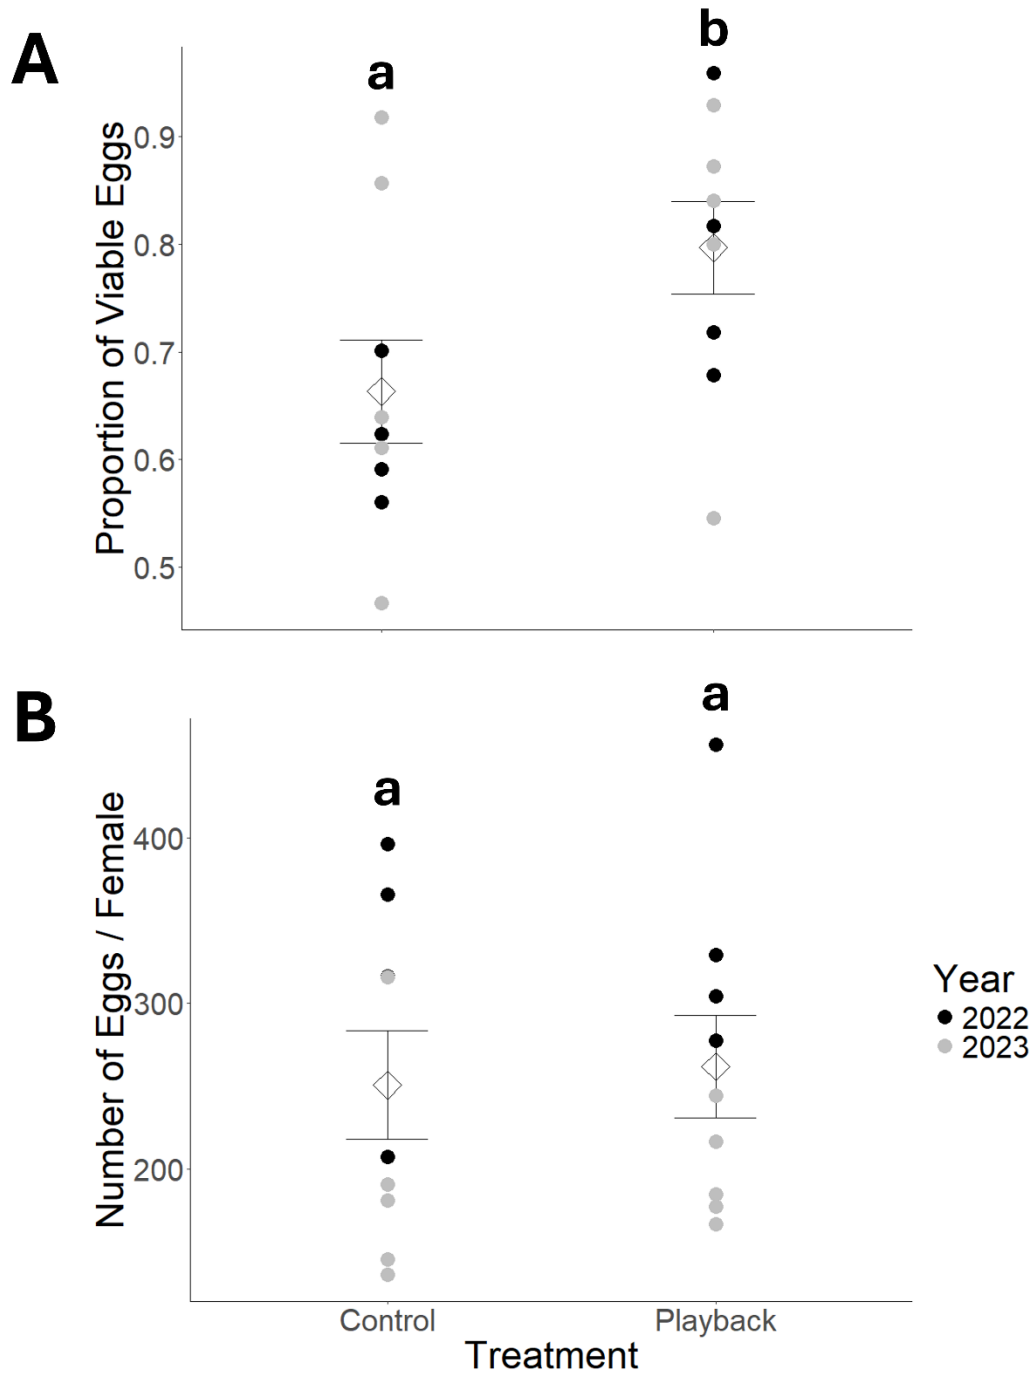 A
a
b
Proportion of Viable Eggs
0.9
0.8
0.7
0.6
0.5
B
a
a
Number of Eggs / Female
400
300
200
Year
2022
2023
Control
Playback
Treatment